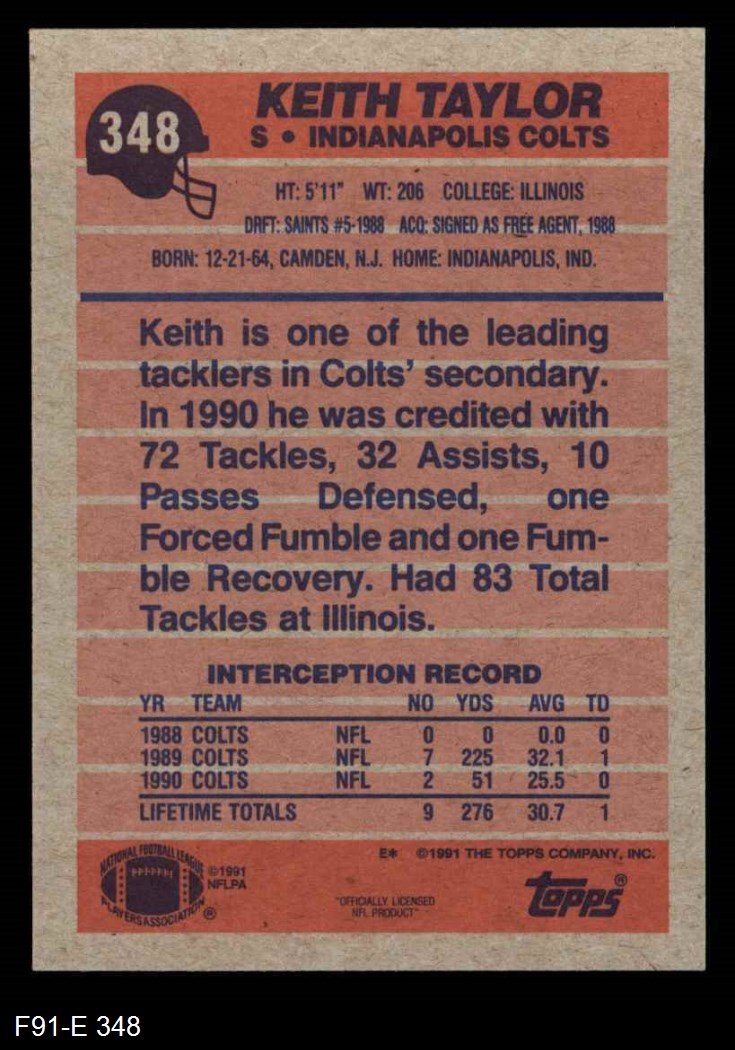 348
KEITH TAYLOR
S • INDIANAPOLIS COLTS
HT: 5'11" WT: 206 COLLEGE: ILLINOIS
DRFT: SAINTS #5-1988 ACQ: SIGNED AS FREE AGENT, 1988
BORN: 12-21-64, CAMDEN, N.J. HOME: INDIANAPOLIS, IND.
Keith is one of the leading
tacklers in Colts' secondary.
In 1990 he was credited with
72 Tackles, 32 Assists, 10
Passes Defensed, one
Forced Fumble and one Fum-
ble Recovery. Had 83 Total
Tackles at Illinois.
INTERCEPTION RECORD
YR TEAM NO YDS AVG TD
1988 COLTS NFL 0 0 0.0 0
1989 COLTS NFL 7 225 32.1 1
1990 COLTS NFL 2 51 25.5 0
LIFETIME TOTALS 9 276 30.7 1
NATIONAL FOOTBALL LEAGUE
PLAYERS ASSOCIATION ®
©1991
NFLPA
E* ©1991 THE TOPPS COMPANY, INC.
"OFFICIALLY LICENSED
NFL PRODUCT"
topps®
F91-E 348